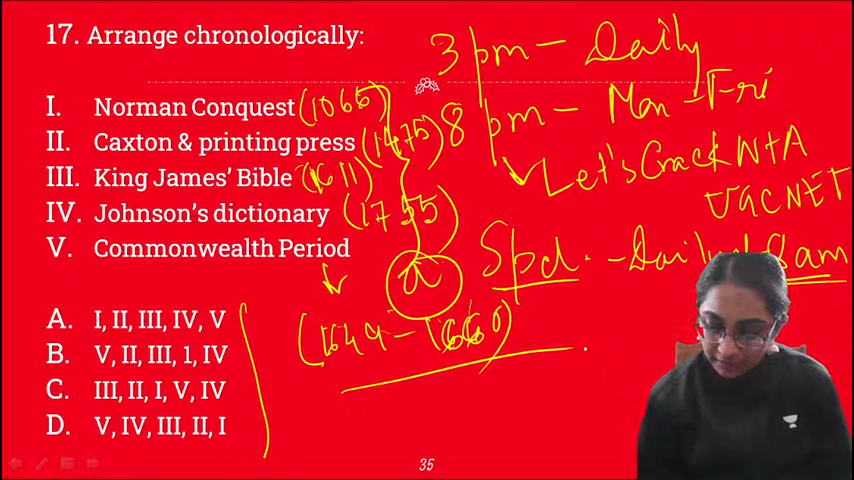 17. Arrange chronologically:
3 pm - Daily
I. Norman Conquest (1066)
8 pm - Mon - Fri
II. Caxton & printing press (1475)
Let's Crack NTA
III. King James' Bible (1611)
UGC NET
IV. Johnson's dictionary (1755)
V. Commonwealth Period
Spcl. - Daily 8am
(1649 - 1660)
A. I, II, III, IV, V
B. V, II, III, 1, IV
C. III, II, I, V, IV
D. V, IV, III, II, I
35